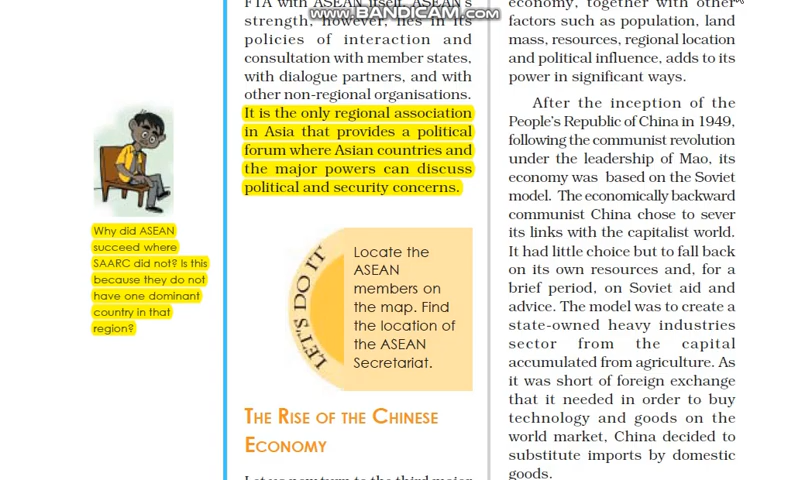 FTA with ASEAN itself. ASEAN's
strength, however, lies in its
policies of interaction and
consultation with member states,
with dialogue partners, and with
other non-regional organisations.
It is the only regional association
in Asia that provides a political
forum where Asian countries and
the major powers can discuss
political and security concerns.
www.BANDICAM.com
Why did ASEAN
succeed where
SAARC did not? Is this
because they do not
have one dominant
country in that
region?
LET'S DO IT
Locate the
ASEAN
members on
the map. Find
the location of
the ASEAN
Secretariat.
THE RISE OF THE CHINESE
ECONOMY
Let us now turn to the third major
economy, together with other
factors such as population, land
mass, resources, regional location
and political influence, adds to its
power in significant ways.
After the inception of the
People's Republic of China in 1949,
following the communist revolution
under the leadership of Mao, its
economy was based on the Soviet
model. The economically backward
communist China chose to sever
its links with the capitalist world.
It had little choice but to fall back
on its own resources and, for a
brief period, on Soviet aid and
advice. The model was to create a
state-owned heavy industries
sector from the capital
accumulated from agriculture. As
it was short of foreign exchange
that it needed in order to buy
technology and goods on the
world market, China decided to
substitute imports by domestic
goods.